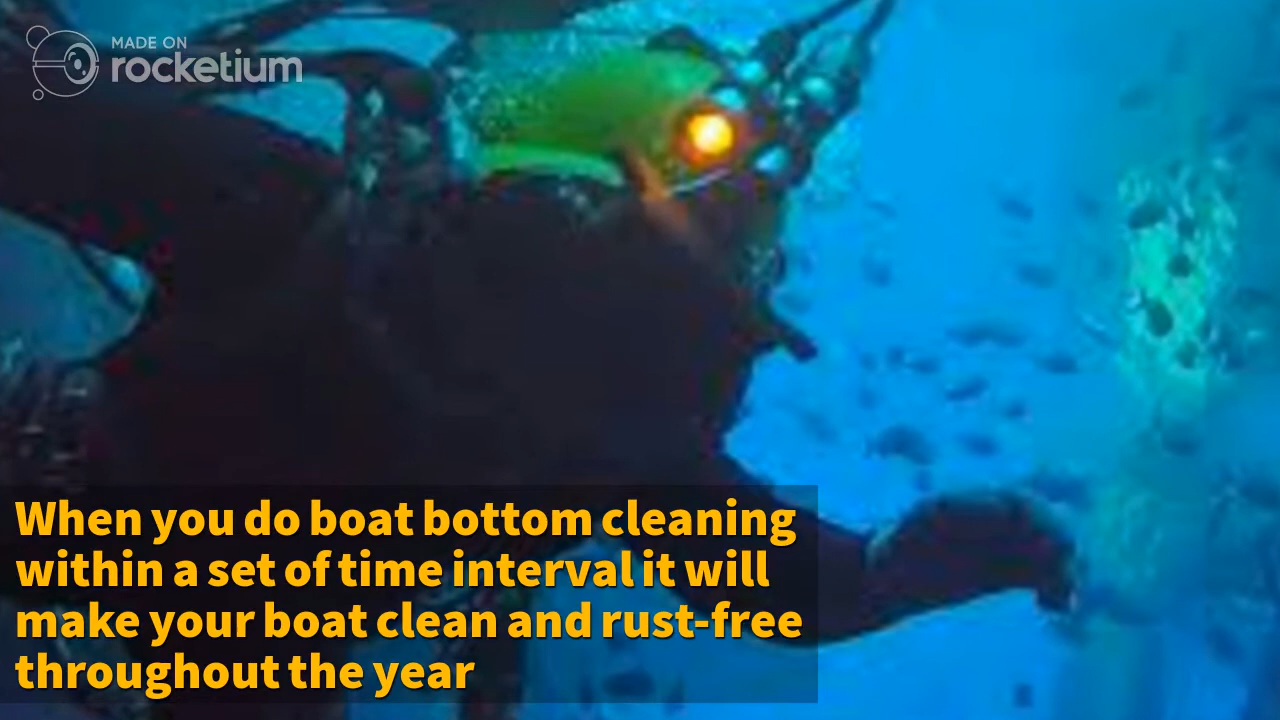 MADE ON
rocketium
When you do boat bottom cleaning
within a set of time interval it will
make your boat clean and rust-free
throughout the year